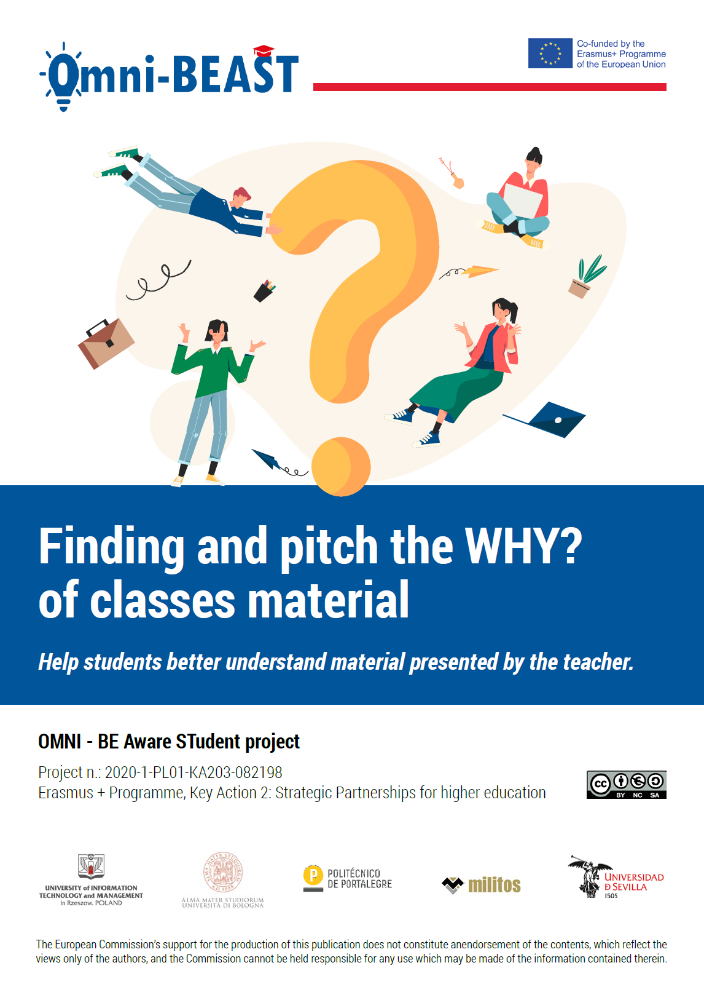 Omni-BEAST
Co-funded by the
Erasmus+ Programme
of the European Union
Finding and pitch the WHY?
of classes material
Help students better understand material presented by the teacher.
OMNI - BE Aware STudent project
Project n.: 2020-1-PL01-KA203-082198
Erasmus + Programme, Key Action 2: Strategic Partnerships for higher education
cc
BY NC SA
UNIVERSITY of INFORMATION
TECHNOLOGY and MANAGEMENT
in Rzeszow. POLAND
ALMA MATER STUDIORUM
A.D. 1088
ALMA MATER STUDIORUM
UNIVERSITÀ DI BOLOGNA
P
POLITÉCNICO
DE PORTALEGRE
militos
UNIVERSIDAD
D SEVILLA
1505
The European Commission's support for the production of this publication does not constitute anendorsement of the contents, which reflect the
views only of the authors, and the Commission cannot be held responsible for any use which may be made of the information contained therein.